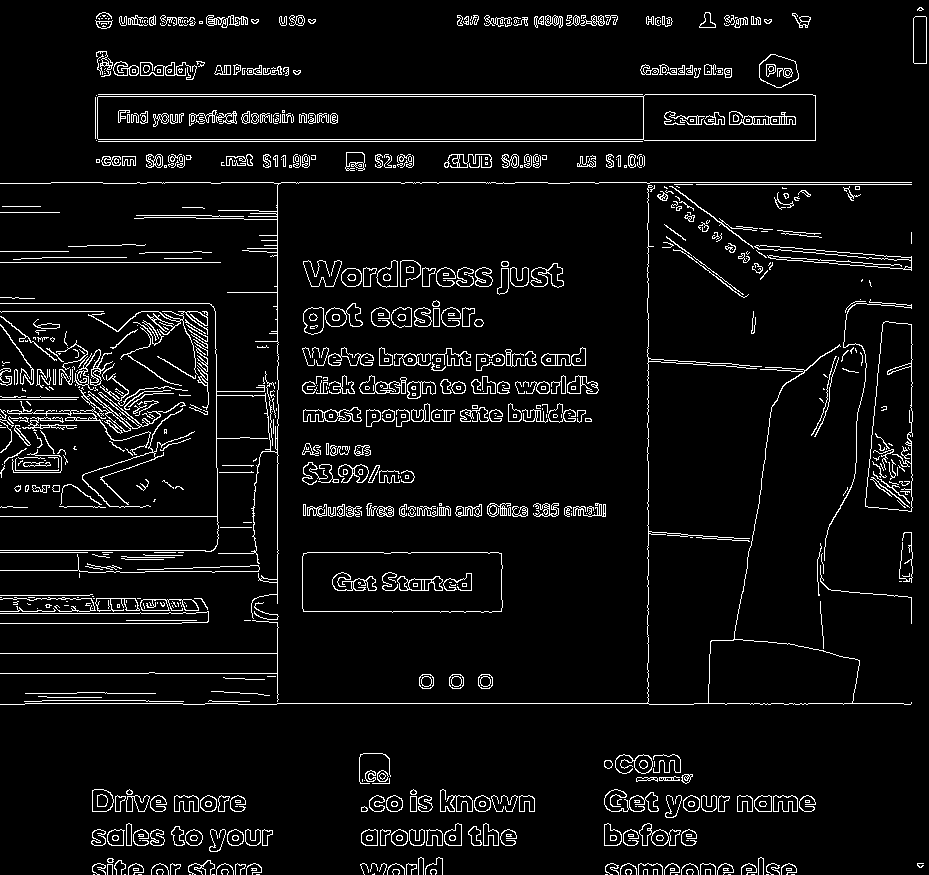 United States - English USD 24/7 Support (480) 505-8877 Help Sign In
GoDaddy™ All Products GoDaddy Blog Pro
Find your perfect domain name Search Domain
.com $0.99* .net $11.99* .co $2.99 .CLUB $0.99* .us $1.00
WordPress just
got easier.
GINNINGS
We've brought point and
click design to the world's
most popular site builder.
As low as
$3.99/mo
Includes free domain and Office 365 email!
Get Started
.co
.com
Drive more
sales to your
site or store
.co is known
around the
world
Get your name
before
someone else